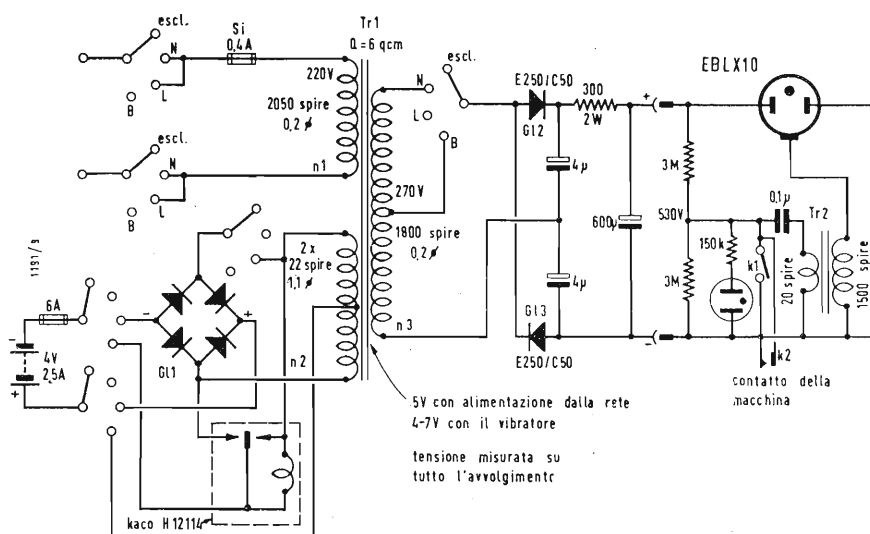 escl.
Si
0,4A
N
L
B
escl.
N
L
B
Tr1
Q=6 qcm
220V
2050 spire
0,2 ⌀
n1
N
L
B
escl.
270V
1800 spire
0,2 ⌀
n3
2 x
22 spire
1,1 ⌀
n2
E250/C50
Gl2
300
2W
4μ
4μ
600μ
Gl3
E250/C50
+
-
EBLX10
3M
530V
3M
150k
0,1μ
k1
k2
Tr2
20 spire
1500 spire
contatto della
macchina
1191/9
6A
-
4V
2,5A
+
-
+
Gl1
kaco H12114
5V con alimentazione dalla rete
4-7V con il vibratore
tensione misurata su
tutto l'avvolgimento